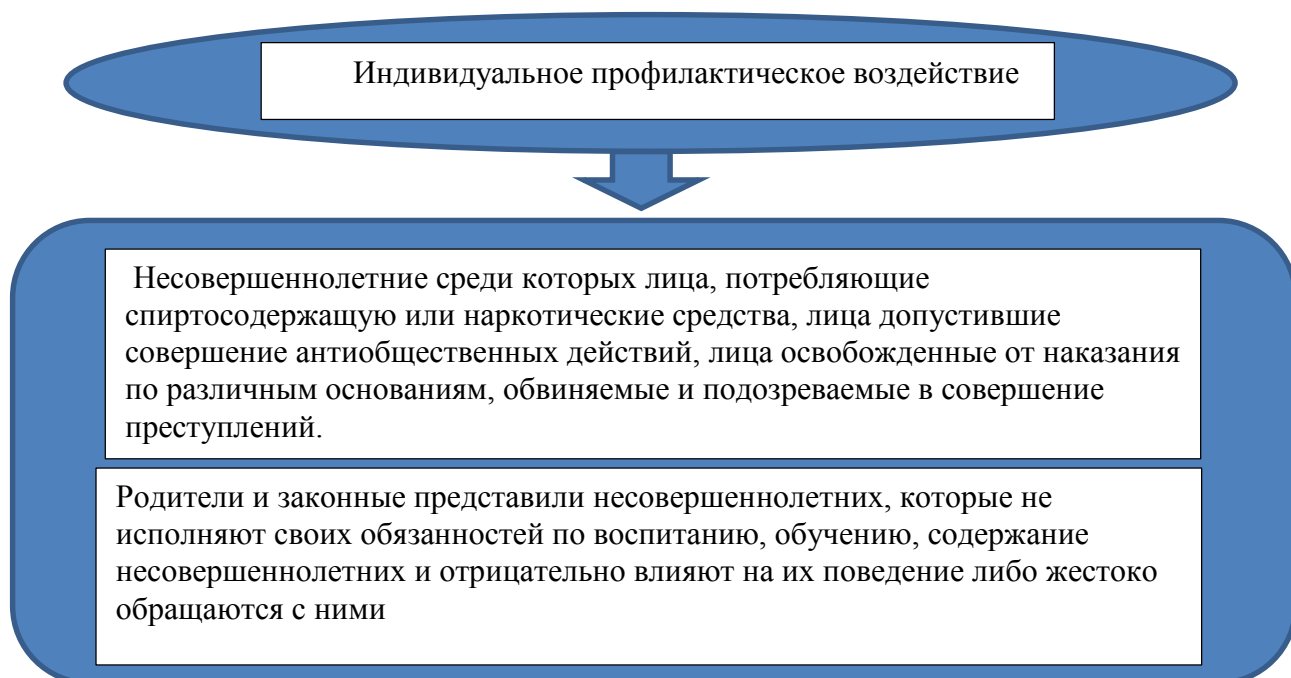 Индивидуальное профилактическое воздействие
Несовершеннолетние среди которых лица, потребляющие
спиртосодержащую или наркотические средства, лица допустившие
совершение антиобщественных действий, лица освобожденные от наказания
по различным основаниям, обвиняемые и подозреваемые в совершение
преступлений.
Родители и законные представили несовершеннолетних, которые не
исполняют своих обязанностей по воспитанию, обучению, содержание
несовершеннолетних и отрицательно влияют на их поведение либо жестоко
обращаются с ними